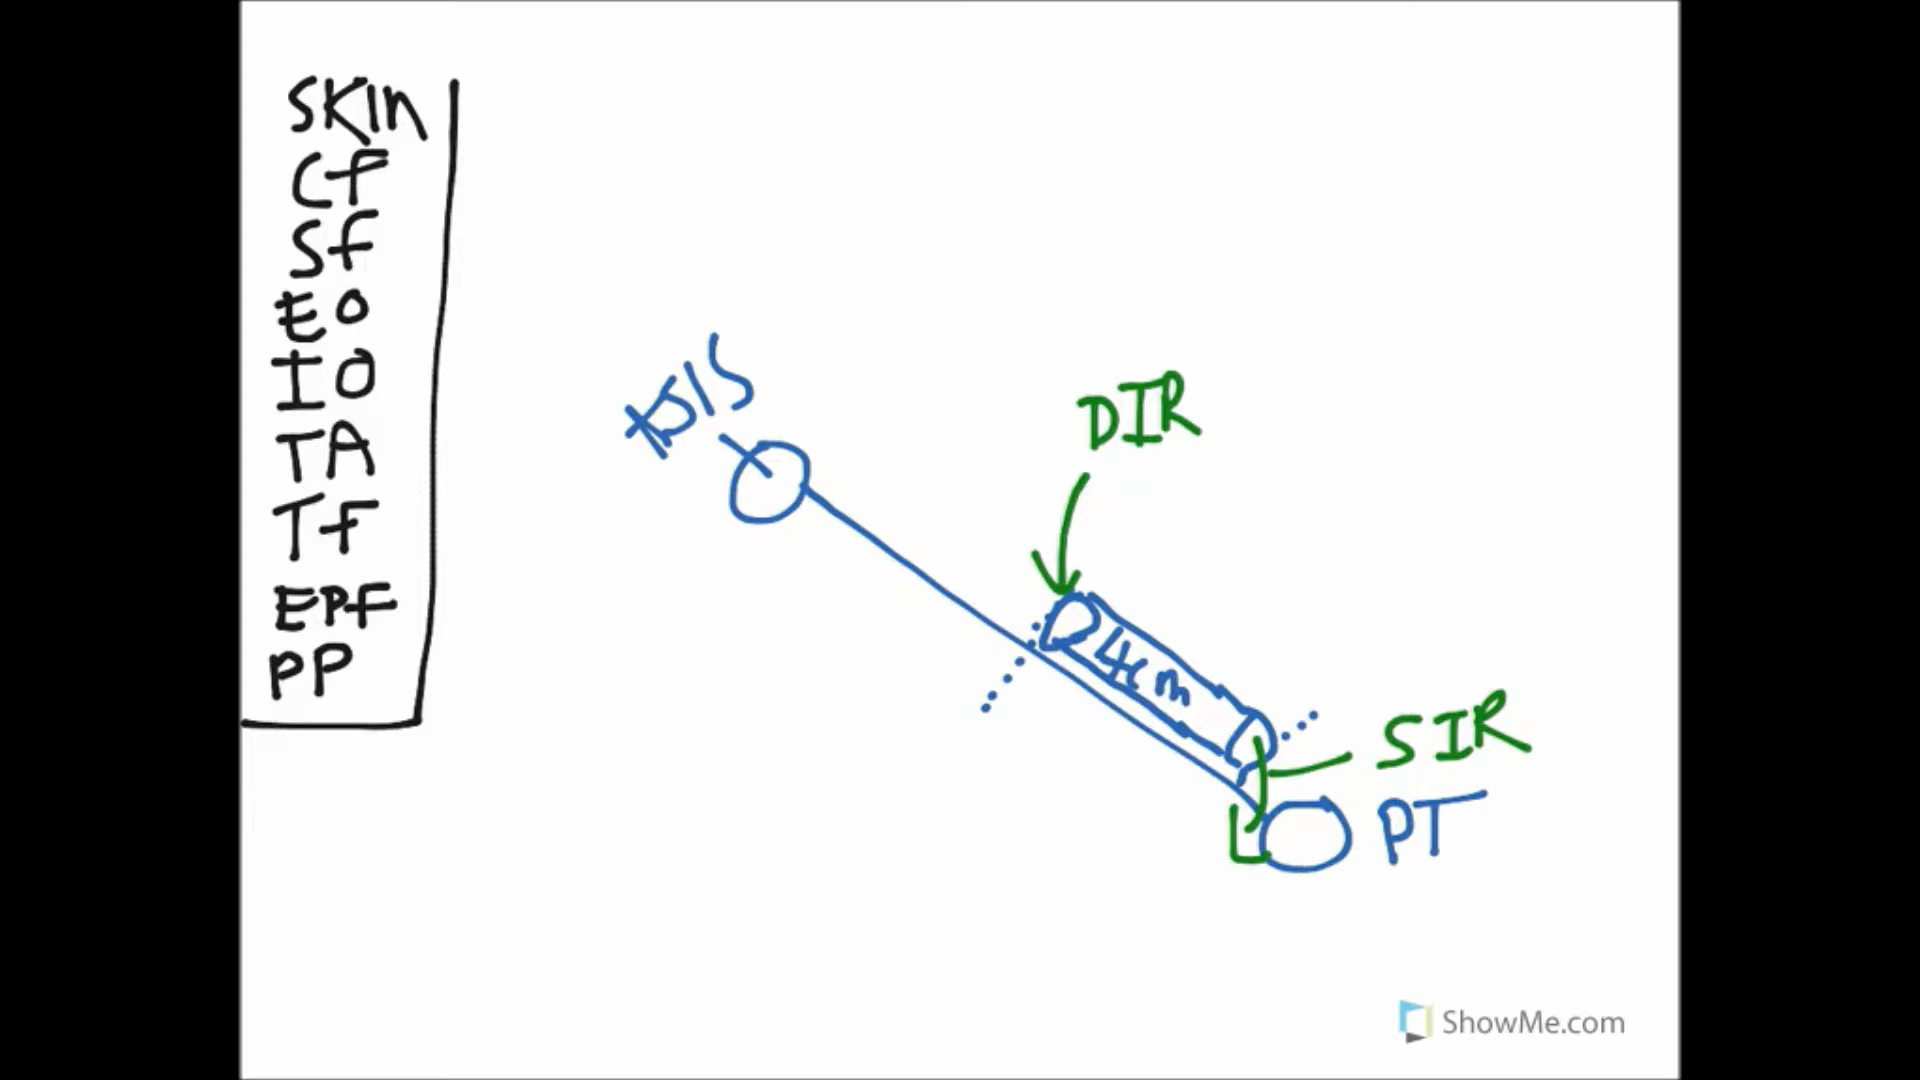 SKIn
Cf
Sf
EO
IO
TA
Tf
EPF
PP
ASIS
DIR
4cm
SIR
PT
ShowMe.com